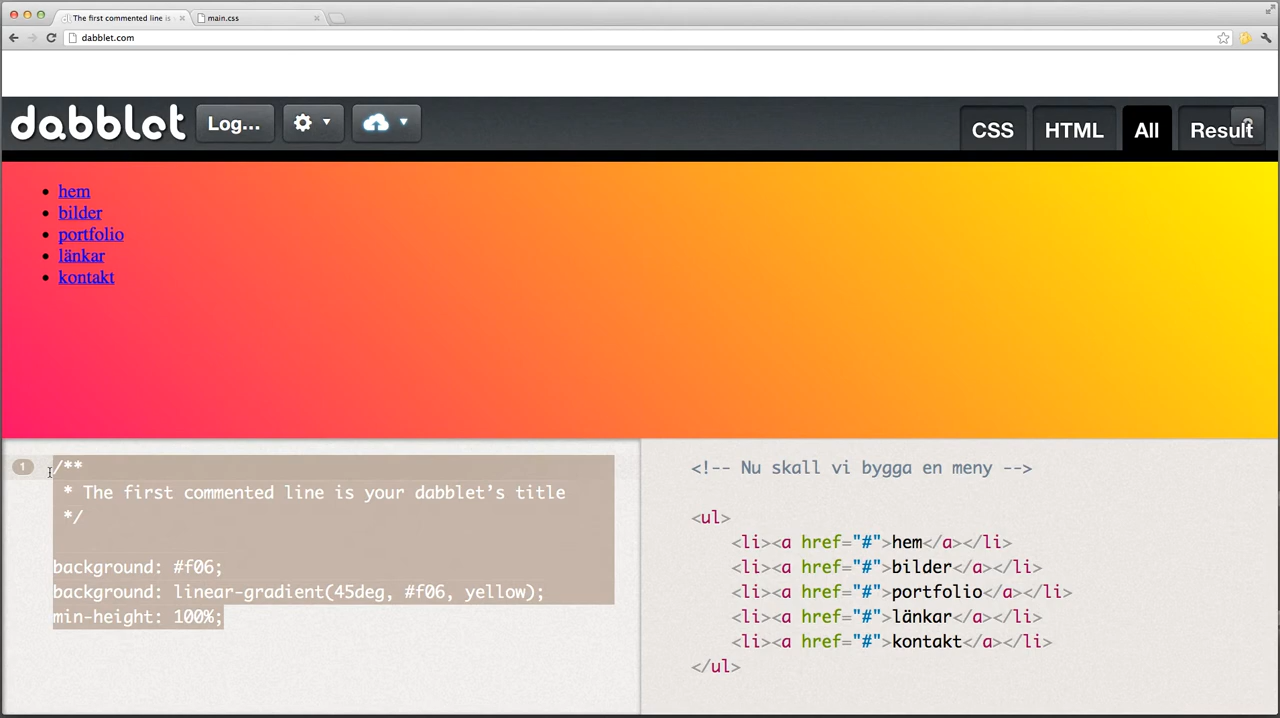 The first commented line is
main.css
dabblet.com
dabblet
Log...
CSS
HTML
All
Result
hem
bilder
portfolio
länkar
kontakt
1
/**
* The first commented line is your dabblet’s title
*/
background: #f06;
background: linear-gradient(45deg, #f06, yellow);
min-height: 100%;
<!-- Nu skall vi bygga en meny -->
<ul>
<li><a href="#">hem</a></li>
<li><a href="#">bilder</a></li>
<li><a href="#">portfolio</a></li>
<li><a href="#">länkar</a></li>
<li><a href="#">kontakt</a></li>
</ul>